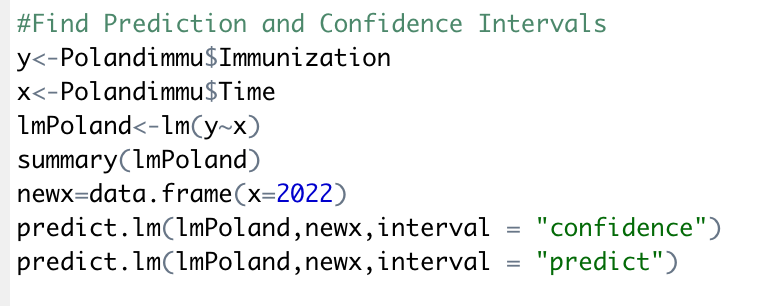 #Find Prediction and Confidence Intervals
y<-Polandimmu$Immunization
x<-Polandimmu$Time
lmPoland<-lm(y~x)
summary(lmPoland)
newx=data.frame(x=2022)
predict.lm(lmPoland,newx,interval = "confidence")
predict.lm(lmPoland,newx,interval = "predict")